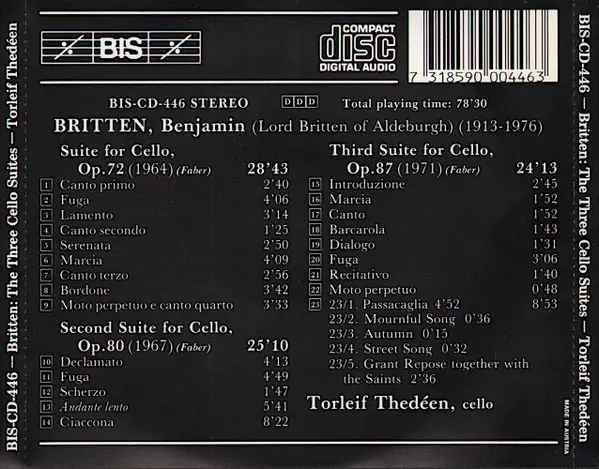 BIS-CD-446 — Britten: The Three Cello Suites — Torleif Thedéen
BIS
COMPACT
disc
DIGITAL AUDIO
7 318590 004463
BIS-CD-446 STEREO D D D Total playing time: 78'30
BRITTEN, Benjamin (Lord Britten of Aldeburgh) (1913-1976)
Suite for Cello,
Op.72 (1964) (Faber) 28'43
1 Canto primo 2'40
2 Fuga 4'06
3 Lamento 3'14
4 Canto secondo 1'25
5 Serenata 2'50
6 Marcia 4'09
7 Canto terzo 2'56
8 Bordone 3'42
9 Moto perpetuo e canto quarto 3'33
Second Suite for Cello,
Op.80 (1967) (Faber) 25'10
10 Declamato 4'13
11 Fuga 4'49
12 Scherzo 1'47
13 Andante lento 5'41
14 Ciaccona 8'22
Third Suite for Cello,
Op.87 (1971) (Faber) 24'13
15 Introduzione 2'45
16 Marcia 1'52
17 Canto 1'52
18 Barcarola 1'43
19 Dialogo 1'31
20 Fuga 3'06
21 Recitativo 1'40
22 Moto perpetuo 0'48
23 23/1. Passacaglia 4'52 8'53
23/2. Mournful Song 0'36
23/3. Autumn 0'15
23/4. Street Song 0'32
23/5. Grant Repose together with
the Saints 2'36
Torleif Thedéen, cello
BIS-CD-446 — Britten: The Three Cello Suites — Torleif Thedéen
MADE IN AUSTRIA